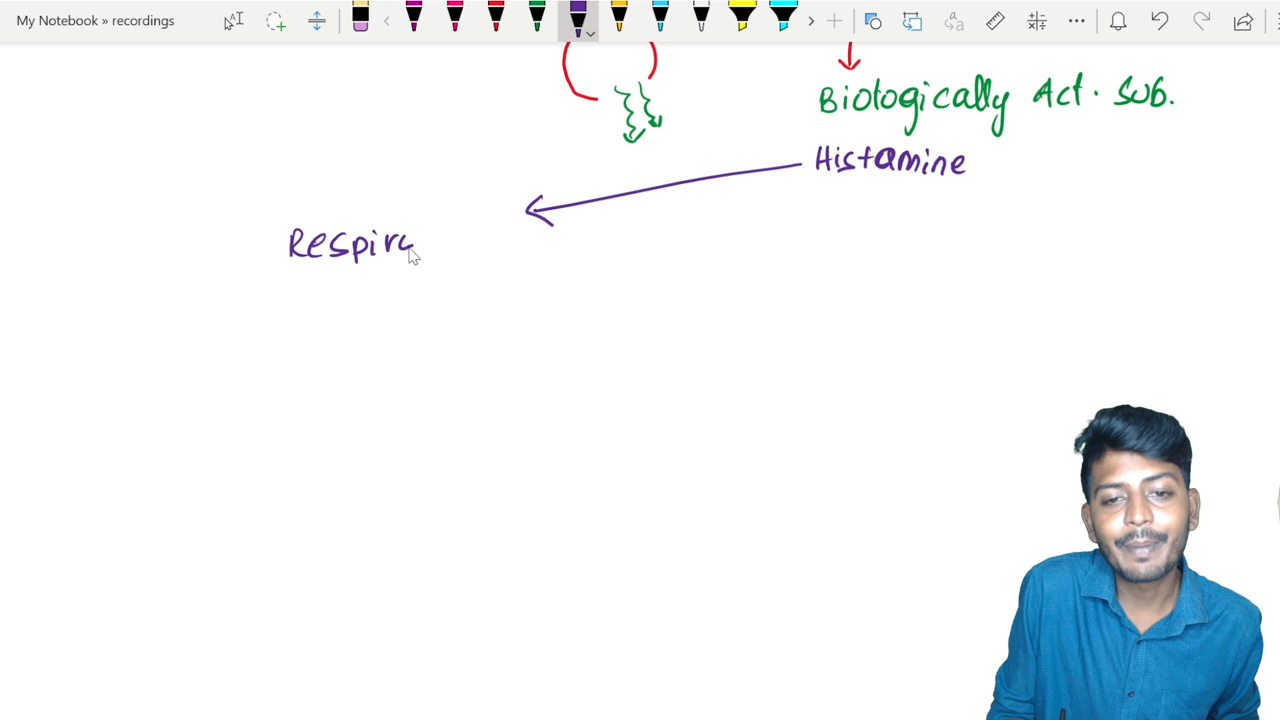 My Notebook » recordings
Biologically Act. Sub.
Histamine
Respira